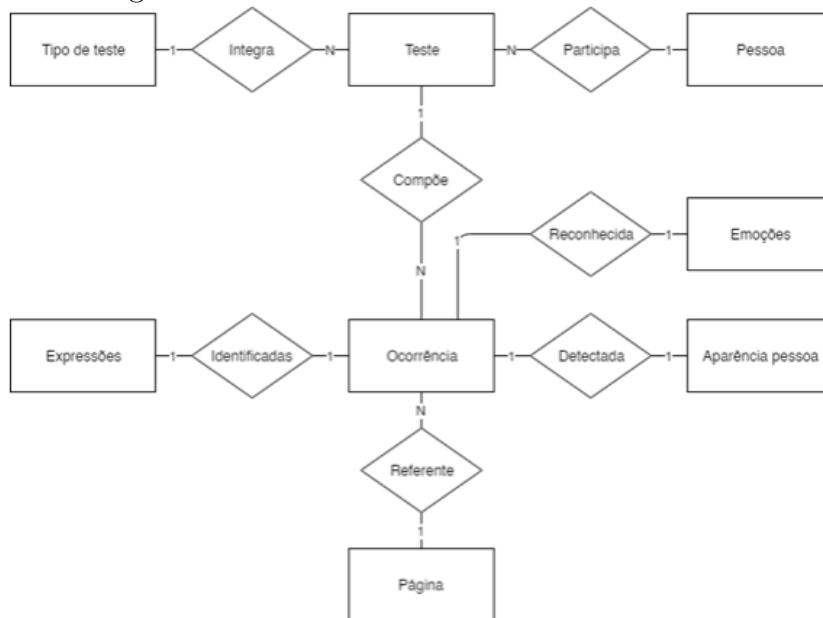 Tipo de teste 1 Integra N Teste N Participa 1 Pessoa
1
Compõe
N
1 Reconhecida 1 Emoções
Expressões 1 Identificadas 1 Ocorrência 1 Detectada 1 Aparência pessoa
N
Referente
1
Página